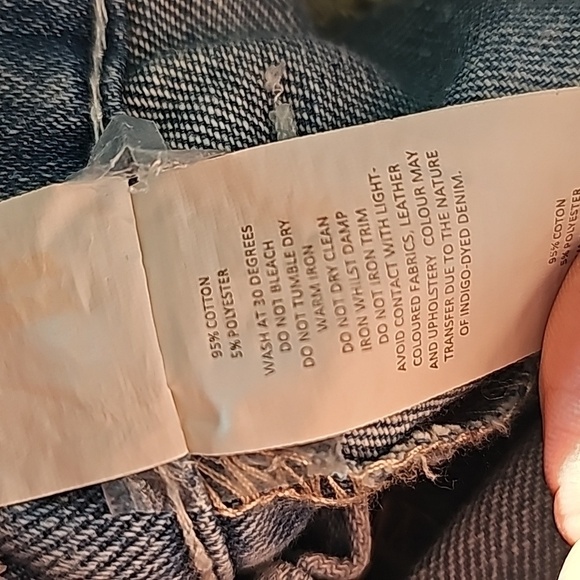 95% COTTON
5% POLYESTER
WASH AT 30 DEGREES
DO NOT BLEACH
DO NOT TUMBLE DRY
WARM IRON
DO NOT DRY CLEAN
IRON WHILST DAMP
DO NOT IRON TRIM
AVOID CONTACT WITH LIGHT-
COLOURED FABRICS, LEATHER
AND UPHOLSTERY COLOUR MAY
TRANSFER DUE TO THE NATURE
OF INDIGO-DYED DENIM.
95% COTTON
5% POLYESTER